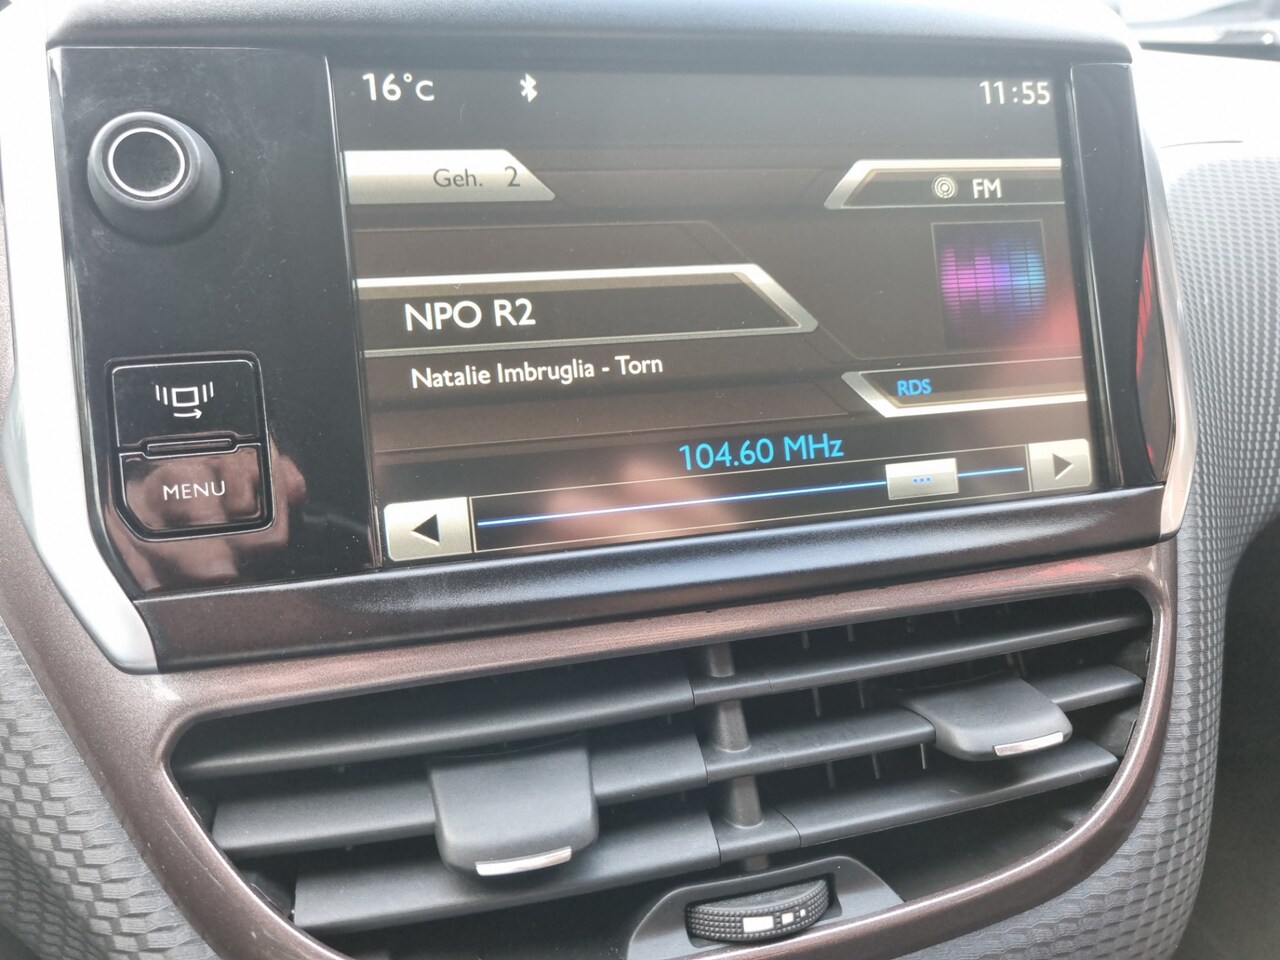 16°C 11:55
Geh. 2
FM
NPO R2
Natalie Imbruglia - Torn
RDS
104.60 MHz
MENU